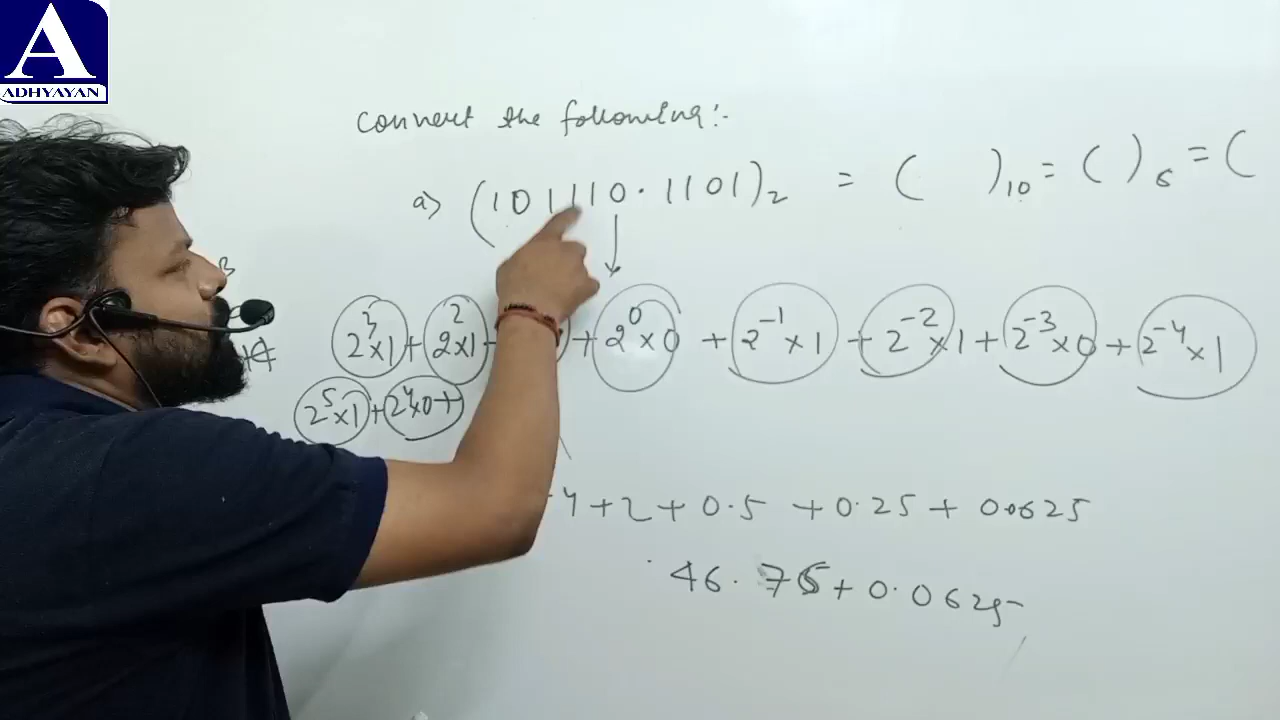 A
ADHYAYAN
Convert the following:-
a) (101110.1101)₂ = ( )₁₀ = ( )₆ = (
2³×1 + 2²×1 + 2⁰×0 + 2⁻¹×1 + 2⁻²×1 + 2⁻³×0 + 2⁻⁴×1
2⁵×1 + 2⁴×0 +
4 + 2 + 0.5 + 0.25 + 0.0625
46.75 + 0.0625